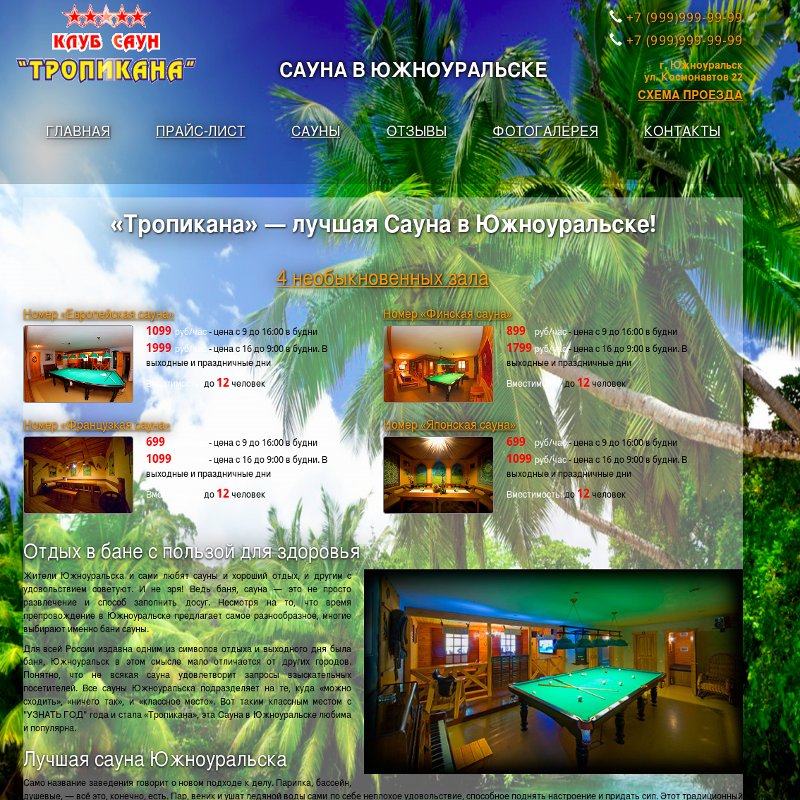 КЛУБ САУН
"ТРОПИКАНА"
+7 (999)999-99-99
+7 (999)999-99-99
САУНА В ЮЖНОУРАЛЬСКЕ
г. Южноуральск
ул. Космонавтов 22
СХЕМА ПРОЕЗДА
ГЛАВНАЯ ПРАЙС-ЛИСТ САУНЫ ОТЗЫВЫ ФОТОГАЛЕРЕЯ КОНТАКТЫ
«Тропикана» — лучшая Сауна в Южноуральске!
4 необыкновенных зала
Номер «Европейская сауна»
1099 руб/час - цена с 9 до 16:00 в будни
1999 - цена с 16 до 9:00 в будни. В
выходные и праздничные дни
до 12 человек
Номер «Финская сауна»
899 руб/час - цена с 9 до 16:00 в будни
1799 руб/час - цена с 16 до 9:00 в будни. В
выходные и праздничные дни
Вместимость: до 12 человек
Номер «Французкая сауна»
699 - цена с 9 до 16:00 в будни
1099 - цена с 16 до 9:00 в будни. В
выходные и праздничные дни
до 12 человек
Номер «Японская сауна»
699 руб/час - цена с 9 до 16:00 в будни
1099 руб/час - цена с 16 до 9:00 в будни. В
выходные и праздничные дни
Вместимость: до 12 человек
Отдых в бане с пользой для здоровья
Жители Южноуральска и сами любят сауны и хороший отдых, и другим с
удовольствием советуют. И не зря! Ведь баня, сауна — это не просто
развлечение и способ заполнить досуг. Несмотря на то, что время
препровождение в Южноуральске предлагает самое разнообразное, многие
выбирают именно бани сауны.
Для всей России издавна одним из символов отдыха и выходного дня была
баня, Южноуральск в этом смысле мало отличается от других городов.
Понятно, что не всякая сауна удовлетворит запросы взыскательных
посетителей. Все сауны Южноуральска подразделяет на те, куда «можно
сходить», «ничего так», и «классное место». Вот таким классным местом с
"УЗНАТЬ ГОД" года и стала «Тропикана», эта Сауна в Южноуральске любима
и популярна.
Лучшая сауна Южноуральска
Само название заведения говорит о новом подходе к делу. Парилка, бассейн,
душевые, — всё это, конечно, есть. Пар, веник и ушат ледяной воды сами по себе неплохое удовольствие, способное поднять настроение и придать сил. Этот традиционный